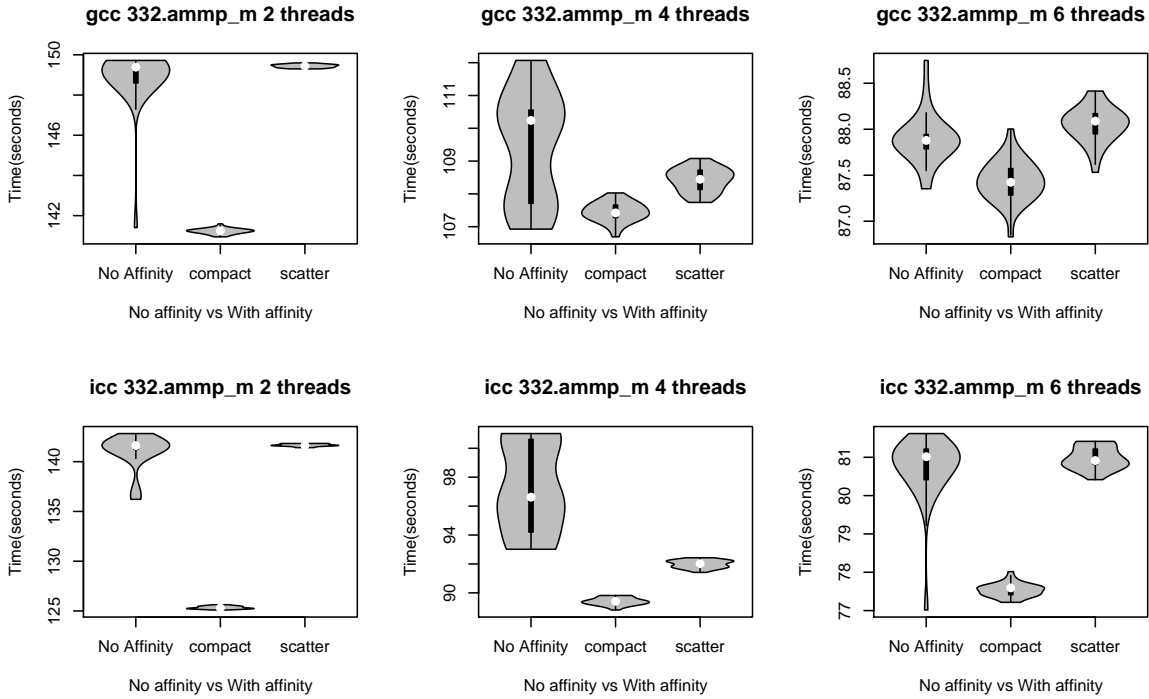 gcc 332.ammp_m 2 threads
Time(seconds)
150
146
142
No Affinity compact scatter
No affinity vs With affinity
gcc 332.ammp_m 4 threads
Time(seconds)
111
109
107
No Affinity compact scatter
No affinity vs With affinity
gcc 332.ammp_m 6 threads
Time(seconds)
88.5
88.0
87.5
87.0
No Affinity compact scatter
No affinity vs With affinity
icc 332.ammp_m 2 threads
Time(seconds)
140
135
130
125
No Affinity compact scatter
No affinity vs With affinity
icc 332.ammp_m 4 threads
Time(seconds)
98
94
90
No Affinity compact scatter
No affinity vs With affinity
icc 332.ammp_m 6 threads
Time(seconds)
81
80
79
78
77
No Affinity compact scatter
No affinity vs With affinity